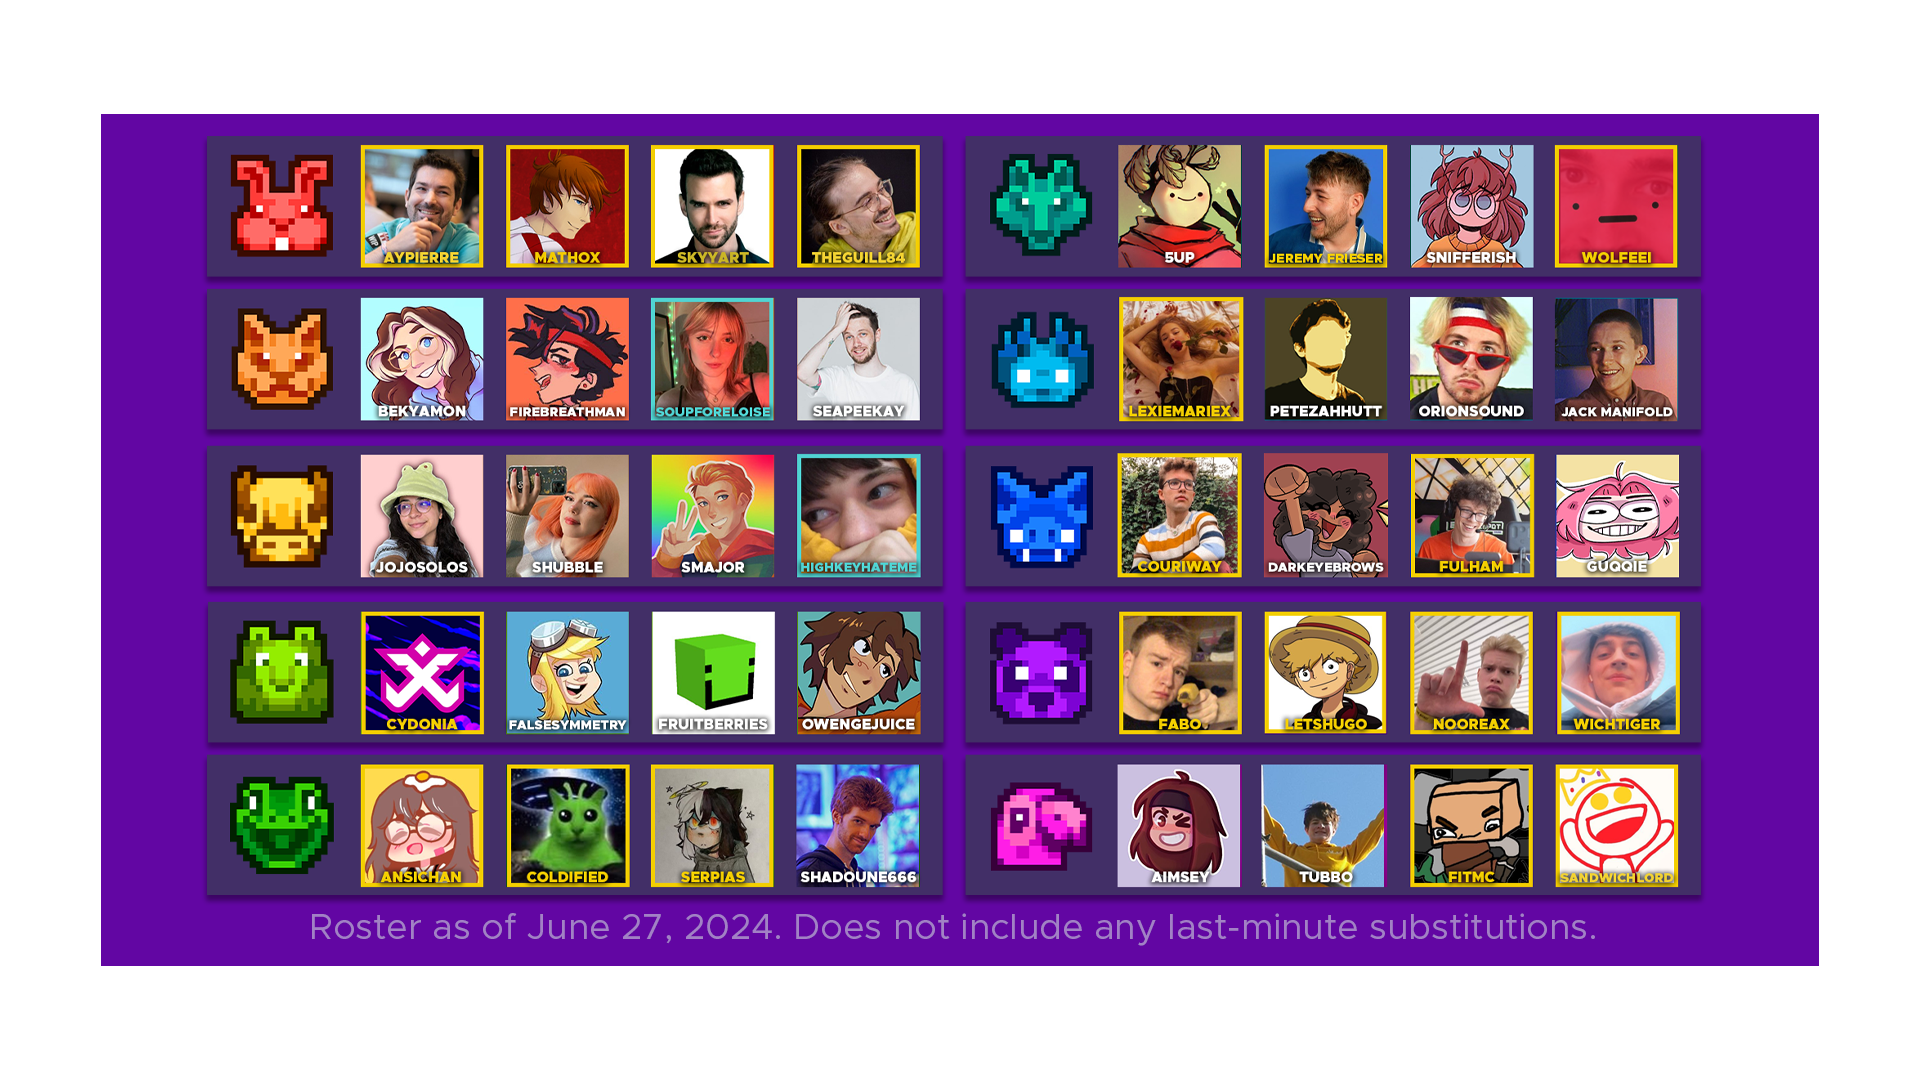 AYPIERRE MATHOX SKYYART THEGUILL84
5UP JEREMY FRIESER SNIFFERISH WOLFEEI
BEKYAMON FIREBREATHMAN SOUPFORELOISE SEAPEEKAY
LEXIEMARIEX PETEZAHHUTT ORIONSOUND JACK MANIFOLD
JOJOSOLOS SHUBBLE SMAJOR HIGHKEYHATEME
COURIWAY DARKEYEBROWS FULHAM GUQQIE
CYDONIA FALSESYMMETRY FRUITBERRIES OWENGEJUICE
FABO. LETSHUGO NOOREAX WICHTIGER
ANSICHAN COLDIFIED SERPIAS SHADOUNE666
AIMSEY TUBBO FITMC SANDWICHLORD
Roster as of June 27, 2024. Does not include any last-minute substitutions.